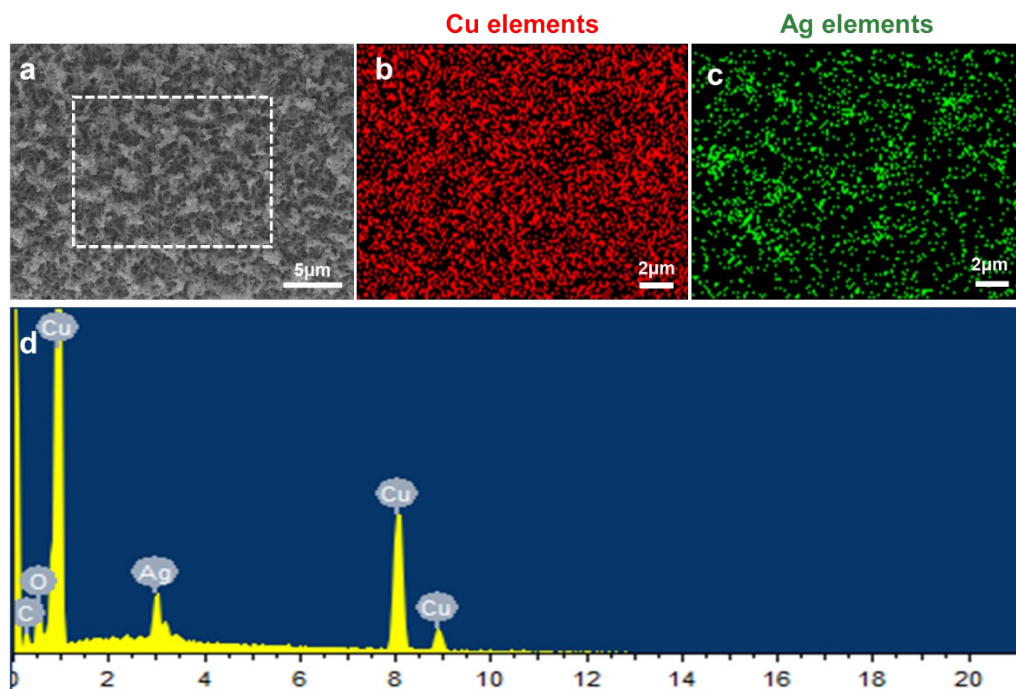 Cu elements
Ag elements
a
5μm
b
2μm
c
2μm
d
Cu
O
C
Ag
Cu
Cu
0 2 4 6 8 10 12 14 16 18 20